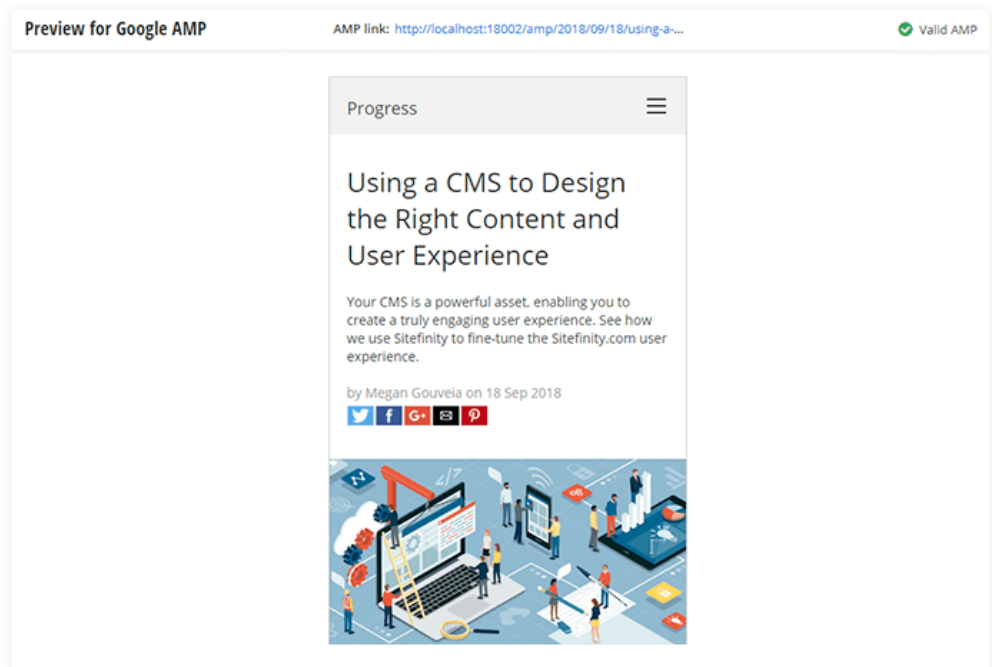 Preview for Google AMP
AMP link: http://localhost:18002/amp/2018/09/18/using-a-...
Valid AMP
Progress
Using a CMS to Design
the Right Content and
User Experience
Your CMS is a powerful asset, enabling you to
create a truly engaging user experience. See how
we use Sitefinity to fine-tune the Sitefinity.com user
experience.
by Megan Gouveia on 18 Sep 2018
f G+